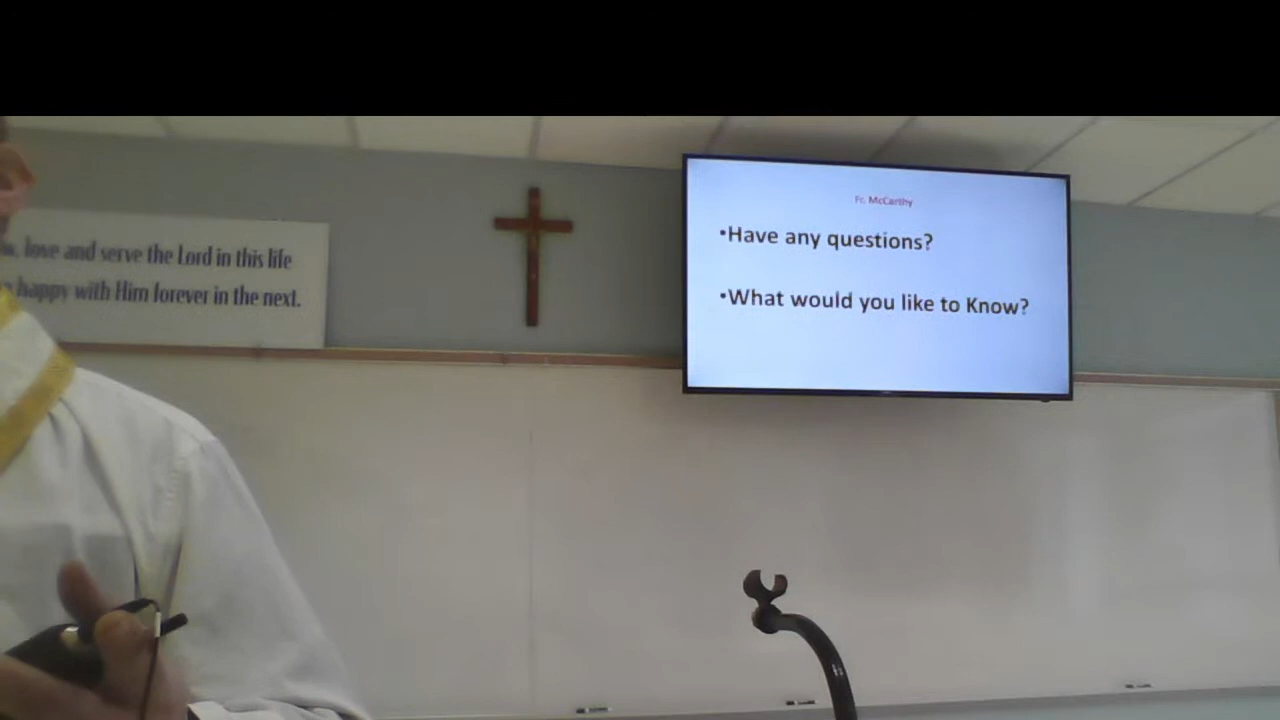 love and serve the Lord in this life
happy with Him forever in the next.
Fr. McCarthy
•Have any questions?
•What would you like to Know?